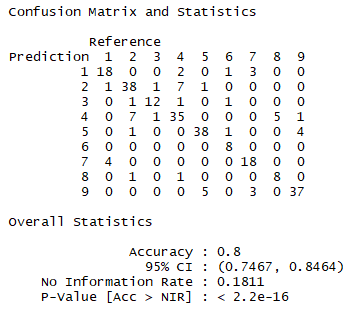 Confusion Matrix and Statistics
Reference
Prediction 1 2 3 4 5 6 7 8 9
1 18 0 0 2 0 1 3 0 0
2 1 38 1 7 1 0 0 0 0
3 0 1 12 1 0 1 0 0 0
4 0 7 1 35 0 0 0 5 1
5 0 1 0 0 38 1 0 0 4
6 0 0 0 0 0 8 0 0 0
7 4 0 0 0 0 0 18 0 0
8 0 1 0 1 0 0 0 8 0
9 0 0 0 0 5 0 3 0 37
Overall Statistics
Accuracy : 0.8
95% CI : (0.7467, 0.8464)
No Information Rate : 0.1811
P-Value [Acc > NIR] : < 2.2e-16